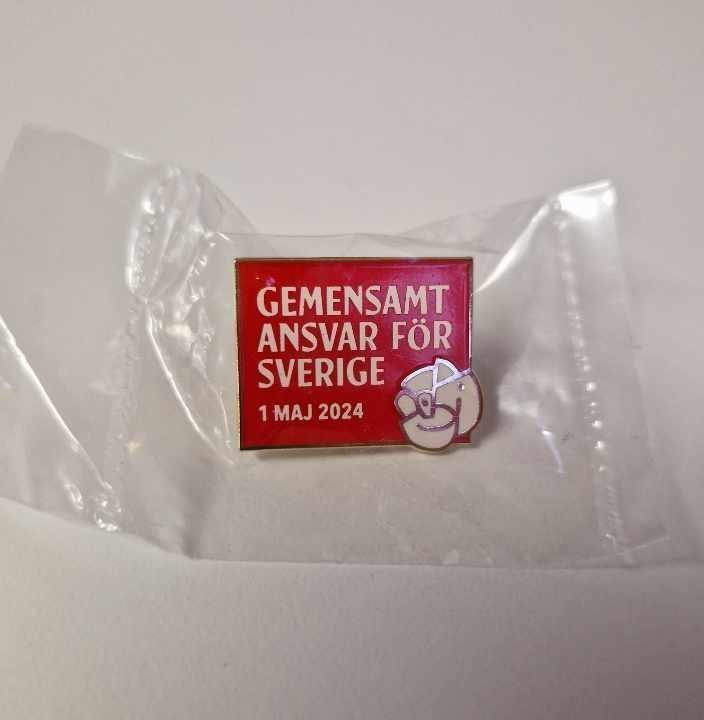 GEMENSAMT
ANSVAR FÖR
SVERIGE
1 MAJ 2024